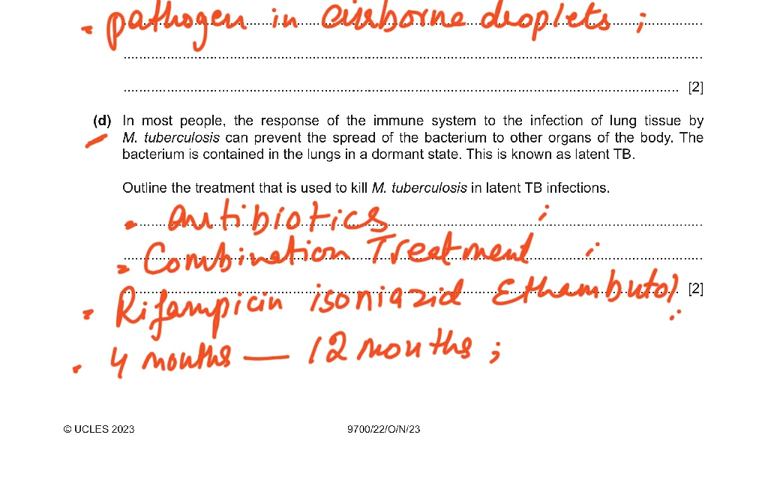 • pathogen in airborne droplets ;
[2]
(d) In most people, the response of the immune system to the infection of lung tissue by
M. tuberculosis can prevent the spread of the bacterium to other organs of the body. The
bacterium is contained in the lungs in a dormant state. This is known as latent TB.
Outline the treatment that is used to kill M. tuberculosis in latent TB infections.
• Antibiotics ;
• Combination Treatment ;
[2]
• Rifampicin isoniazid Ethambutol ;
• 4 months — 12 months ;
© UCLES 2023
9700/22/O/N/23